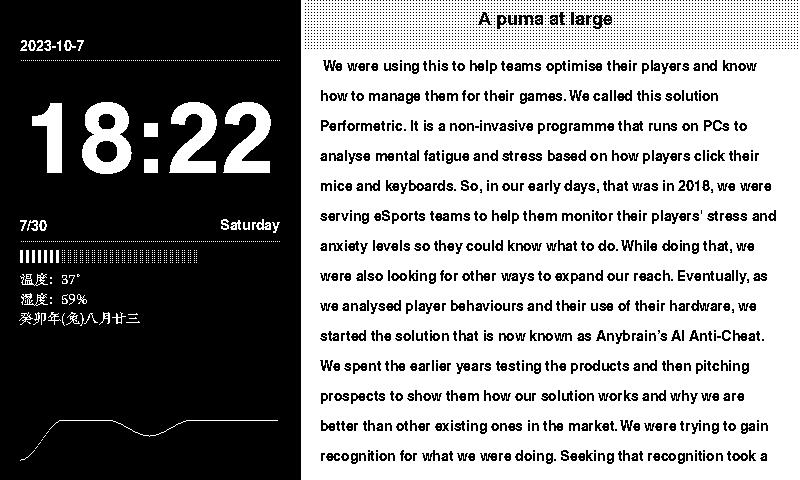 2023-10-7
18:22
7/30 Saturday
温度：37°
湿度：59%
癸卯年(兔)八月廿三
A puma at large
We were using this to help teams optimise their players and know
how to manage them for their games. We called this solution
Performetric. It is a non-invasive programme that runs on PCs to
analyse mental fatigue and stress based on how players click their
mice and keyboards. So, in our early days, that was in 2018, we were
serving eSports teams to help them monitor their players' stress and
anxiety levels so they could know what to do. While doing that, we
were also looking for other ways to expand our reach. Eventually, as
we analysed player behaviours and their use of their hardware, we
started the solution that is now known as Anybrain’s AI Anti-Cheat.
We spent the earlier years testing the products and then pitching
prospects to show them how our solution works and why we are
better than other existing ones in the market. We were trying to gain
recognition for what we were doing. Seeking that recognition took a